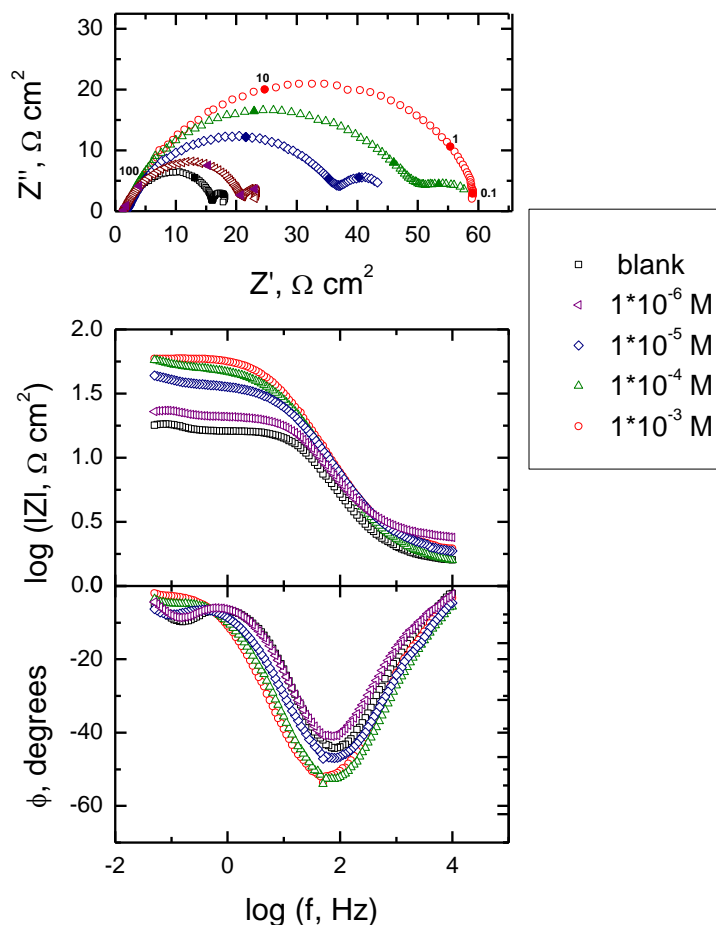 30
20
10
0
Z'', Ω cm²
10
1
100
0.1
0 10 20 30 40 50 60
Z', Ω cm²
blank
1*10⁻⁶ M
1*10⁻⁵ M
1*10⁻⁴ M
1*10⁻³ M
2.0
1.5
1.0
0.5
0.0
log (IZI, Ω cm²)
-20
-40
-60
ϕ, degrees
-2 0 2 4
log (f, Hz)